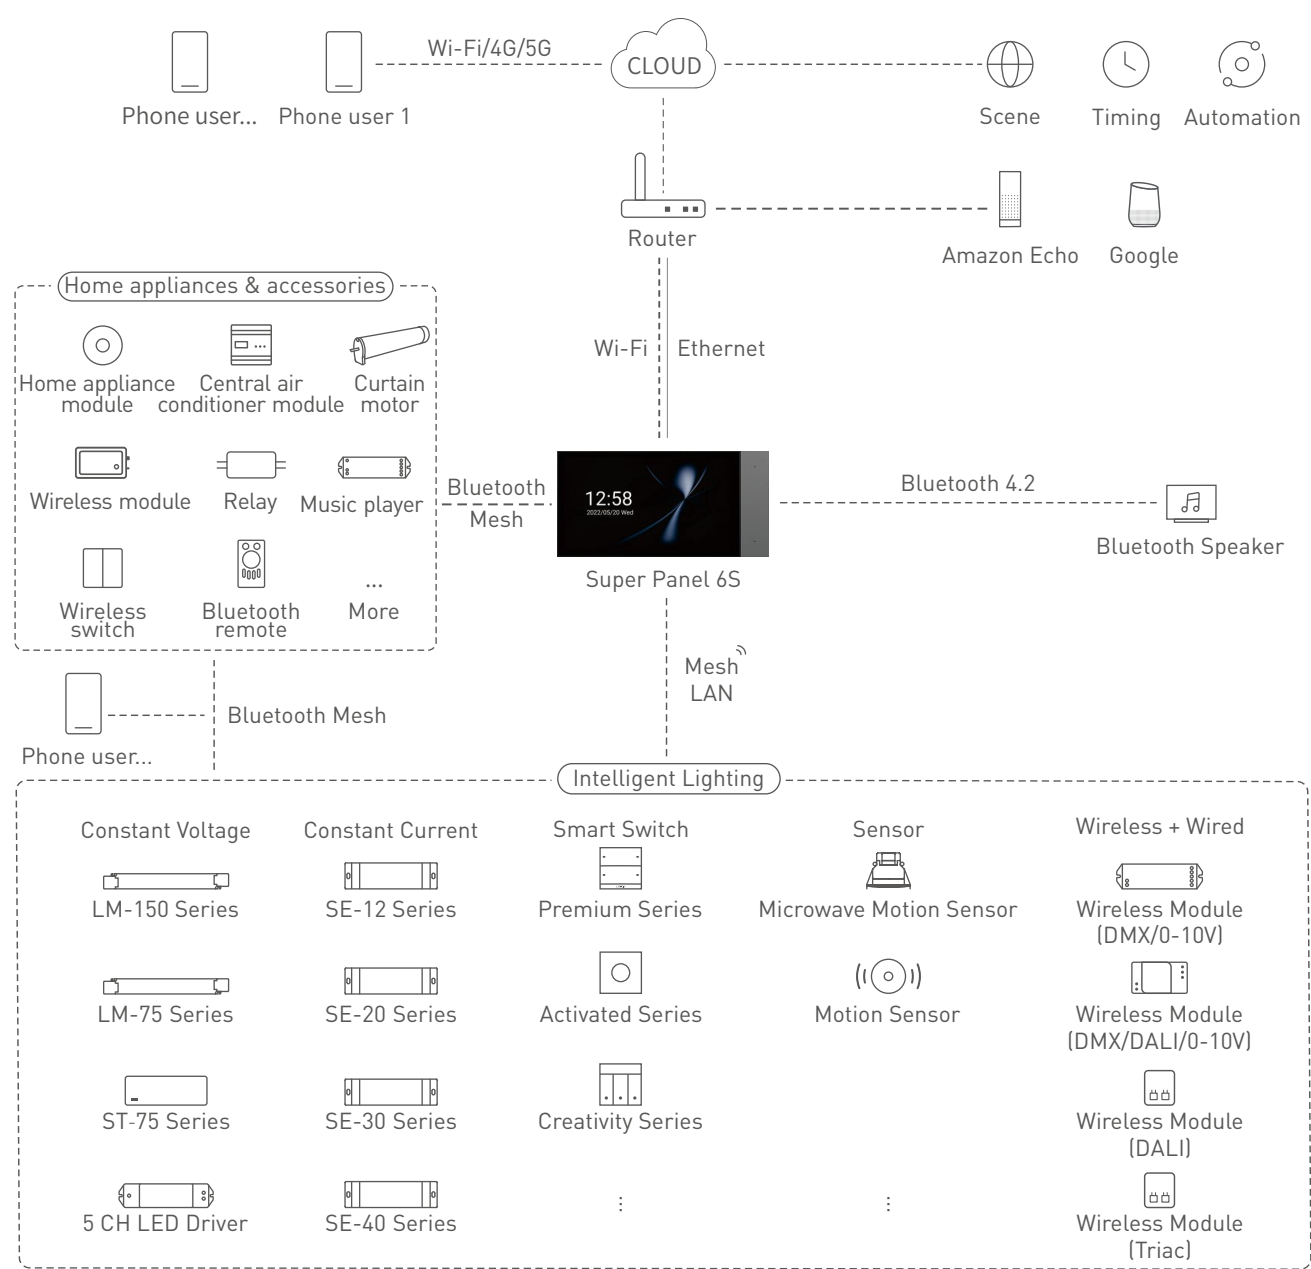 Wi-Fi/4G/5G
CLOUD
Phone user...
Phone user 1
Scene
Timing
Automation
Router
Amazon Echo
Google
Home appliances & accessories
Home appliance
module
Central air
conditioner module
Curtain
motor
Wi-Fi
Ethernet
Wireless module
Relay
Music player
Bluetooth
Mesh
12:58
2022/05/20 Wed
Bluetooth 4.2
Bluetooth Speaker
Super Panel 6S
Wireless
switch
Bluetooth
remote
...
More
Mesh
LAN
Bluetooth Mesh
Phone user...
Intelligent Lighting
Constant Voltage
Constant Current
Smart Switch
Sensor
Wireless + Wired
LM-150 Series
SE-12 Series
Premium Series
Microwave Motion Sensor
Wireless Module
(DMX/0-10V)
LM-75 Series
SE-20 Series
Activated Series
Motion Sensor
Wireless Module
(DMX/DALI/0-10V)
ST-75 Series
SE-30 Series
Creativity Series
Wireless Module
(DALI)
5 CH LED Driver
SE-40 Series
⋮
⋮
Wireless Module
(Triac)